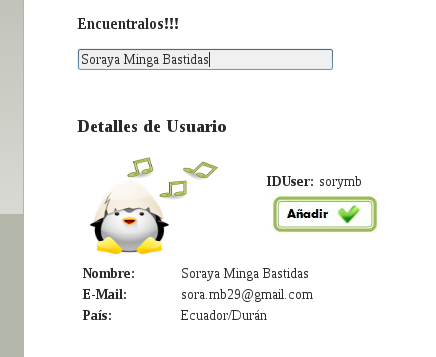 Encuentralos!!!
Soraya Minga Bastidas
Detalles de Usuario
IDUser: sorymb
Añadir
Nombre: Soraya Minga Bastidas
E-Mail: sora.mb29@gmail.com
País: Ecuador/Durán